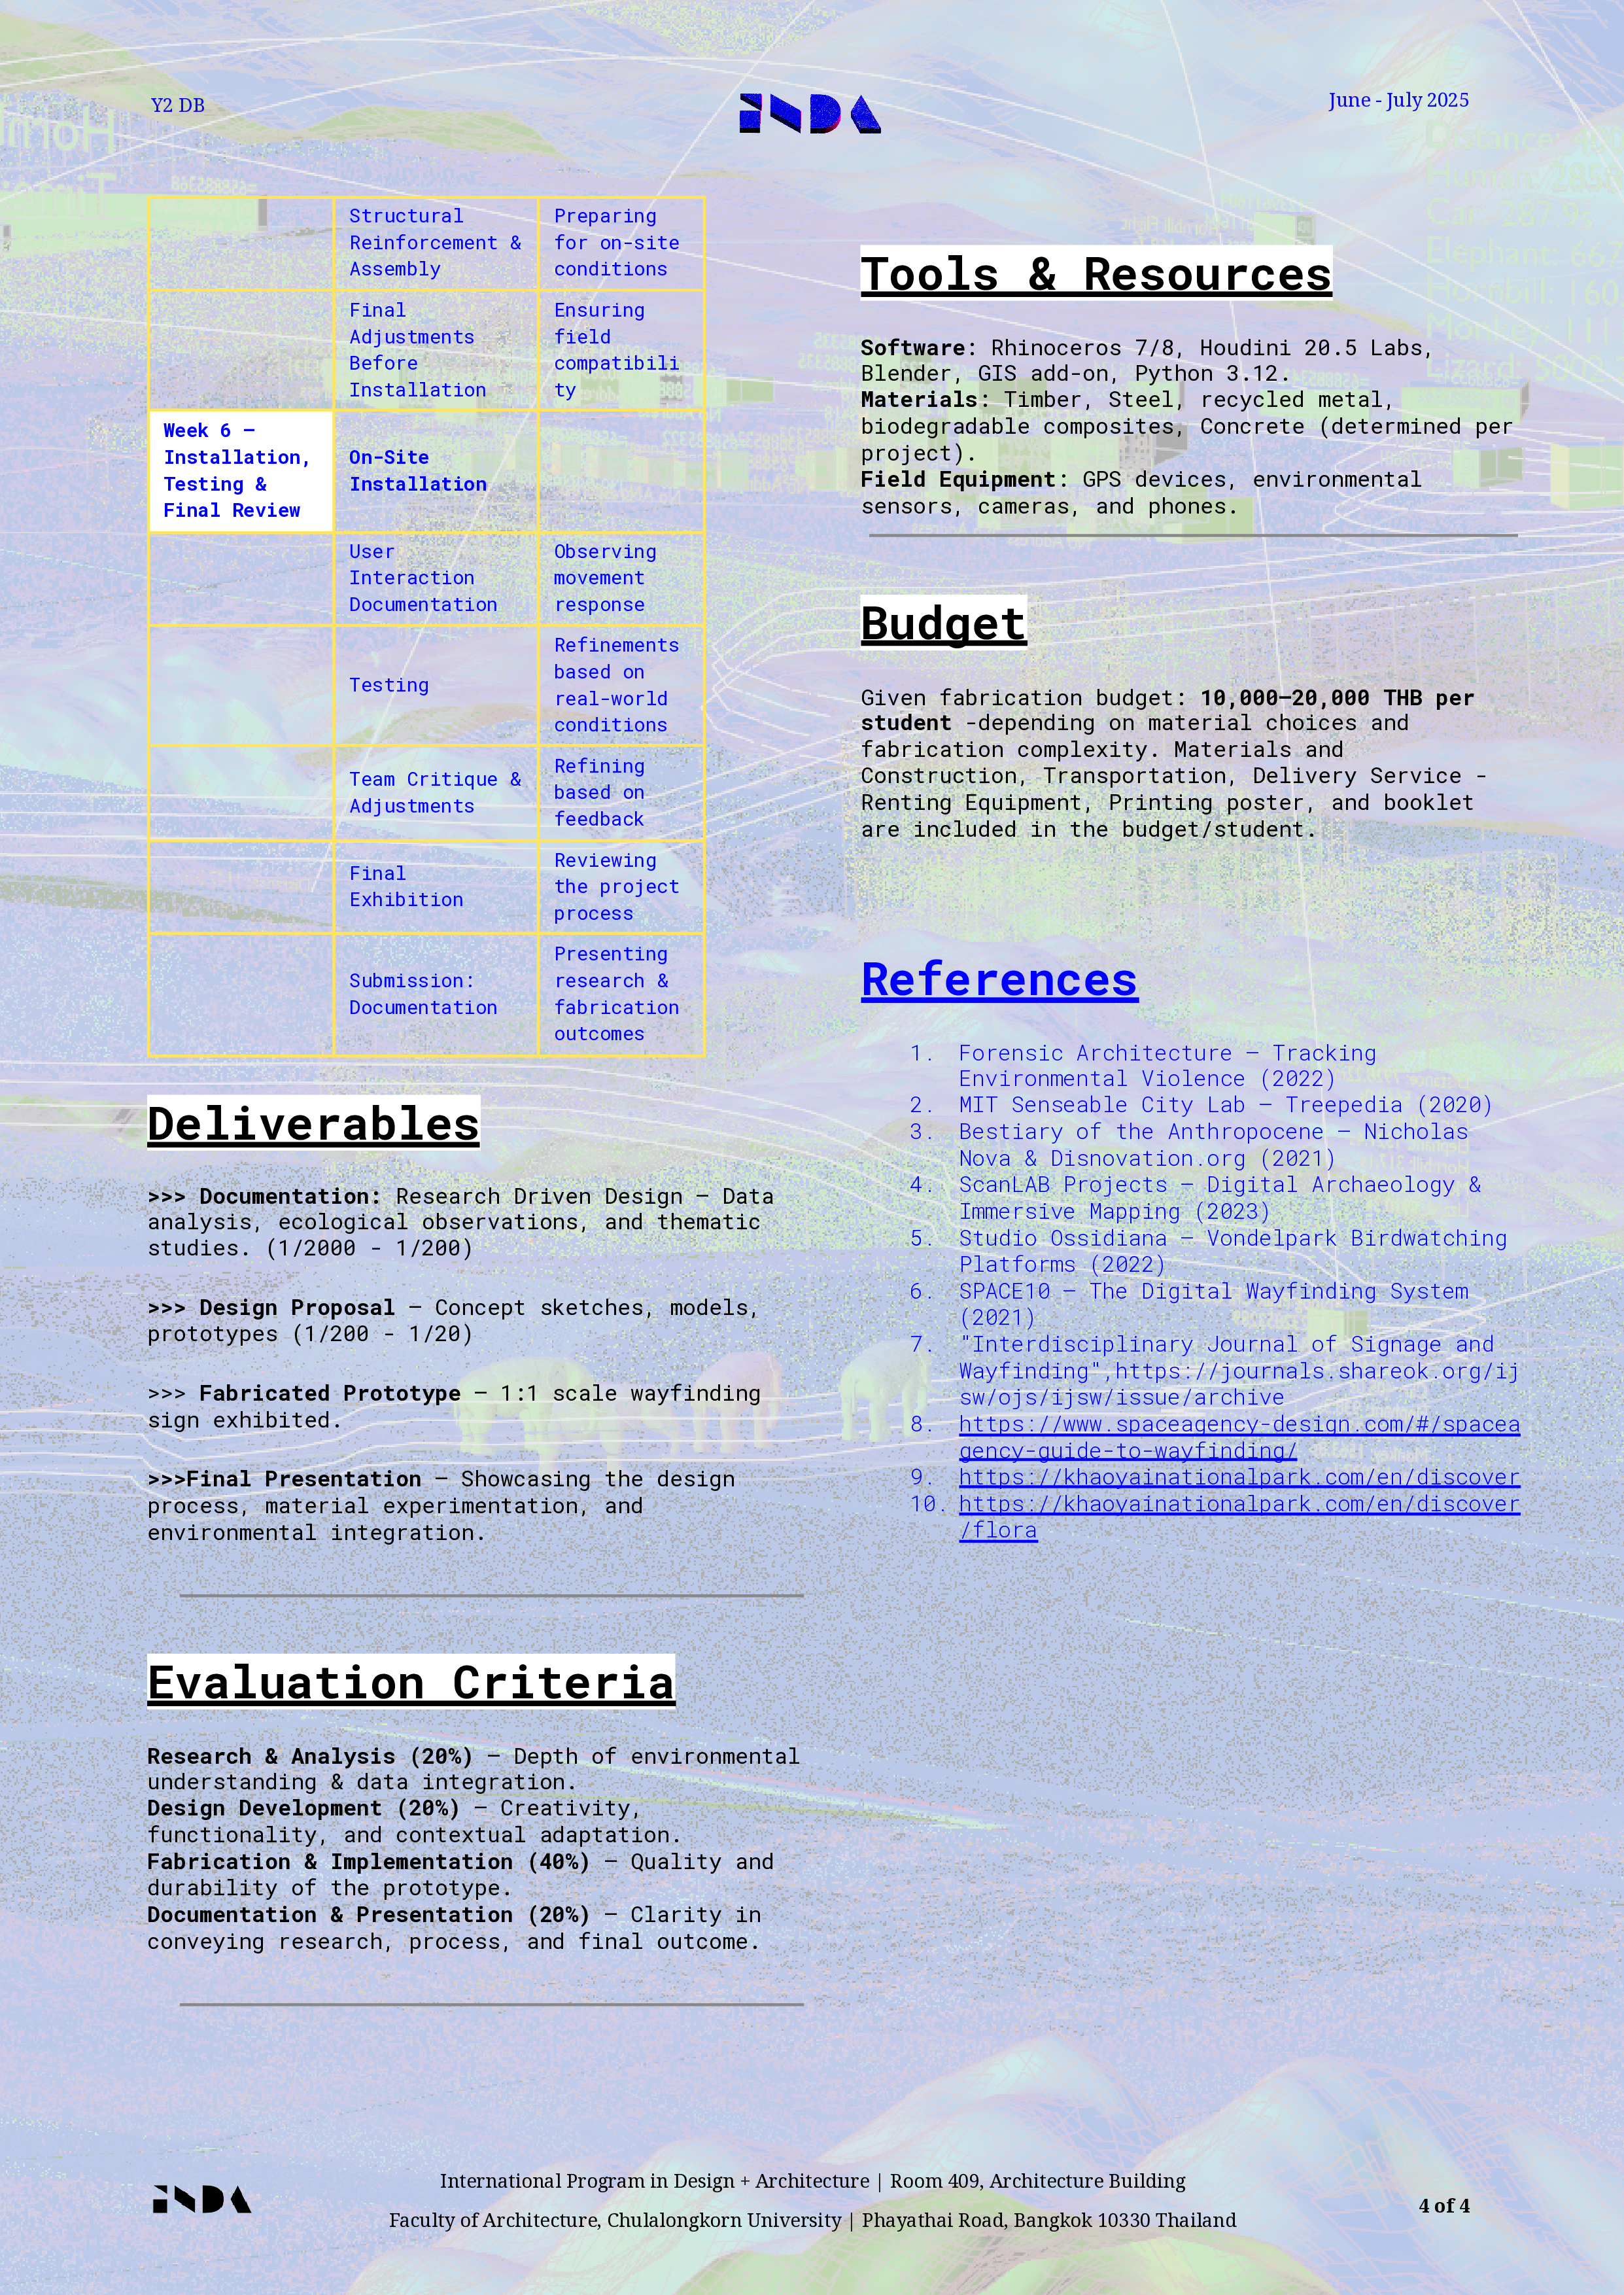 Y2 DB
INDA
June - July 2025
Structural
Reinforcement &
Assembly
Preparing
for on-site
conditions
Final
Adjustments
Before
Installation
Ensuring
field
compatibili
ty
Week 6 –
Installation,
Testing &
Final Review
On-Site
Installation
User
Interaction
Documentation
Observing
movement
response
Testing
Refinements
based on
real-world
conditions
Team Critique &
Adjustments
Refining
based on
feedback
Final
Exhibition
Reviewing
the project
process
Submission:
Documentation
Presenting
research &
fabrication
outcomes
Deliverables
>>> Documentation: Research Driven Design – Data
analysis, ecological observations, and thematic
studies. (1/2000 - 1/200)
>>> Design Proposal – Concept sketches, models,
prototypes (1/200 - 1/20)
>>> Fabricated Prototype – 1:1 scale wayfinding
sign exhibited.
>>>Final Presentation – Showcasing the design
process, material experimentation, and
environmental integration.
Evaluation Criteria
Research & Analysis (20%) – Depth of environmental
understanding & data integration.
Design Development (20%) – Creativity,
functionality, and contextual adaptation.
Fabrication & Implementation (40%) – Quality and
durability of the prototype.
Documentation & Presentation (20%) – Clarity in
conveying research, process, and final outcome.
Tools & Resources
Software: Rhinoceros 7/8, Houdini 20.5 Labs,
Blender, GIS add-on, Python 3.12.
Materials: Timber, Steel, recycled metal,
biodegradable composites, Concrete (determined per
project).
Field Equipment: GPS devices, environmental
sensors, cameras, and phones.
Budget
Given fabrication budget: 10,000–20,000 THB per
student -depending on material choices and
fabrication complexity. Materials and
Construction, Transportation, Delivery Service -
Renting Equipment, Printing poster, and booklet
are included in the budget/student.
References
1. Forensic Architecture – Tracking
Environmental Violence (2022)
2. MIT Senseable City Lab – Treepedia (2020)
3. Bestiary of the Anthropocene – Nicholas
Nova & Disnovation.org (2021)
4. ScanLAB Projects – Digital Archaeology &
Immersive Mapping (2023)
5. Studio Ossidiana – Vondelpark Birdwatching
Platforms (2022)
6. SPACE10 – The Digital Wayfinding System
(2021)
7. "Interdisciplinary Journal of Signage and
Wayfinding",https://journals.shareok.org/ij
sw/ojs/ijsw/issue/archive
8. https://www.spaceagency-design.com/#/spacea
gency-guide-to-wayfinding/
9. https://khaoyainationalpark.com/en/discover
10. https://khaoyainationalpark.com/en/discover
/flora
INDA
International Program in Design + Architecture | Room 409, Architecture Building
Faculty of Architecture, Chulalongkorn University | Phayathai Road, Bangkok 10330 Thailand
4 of 4